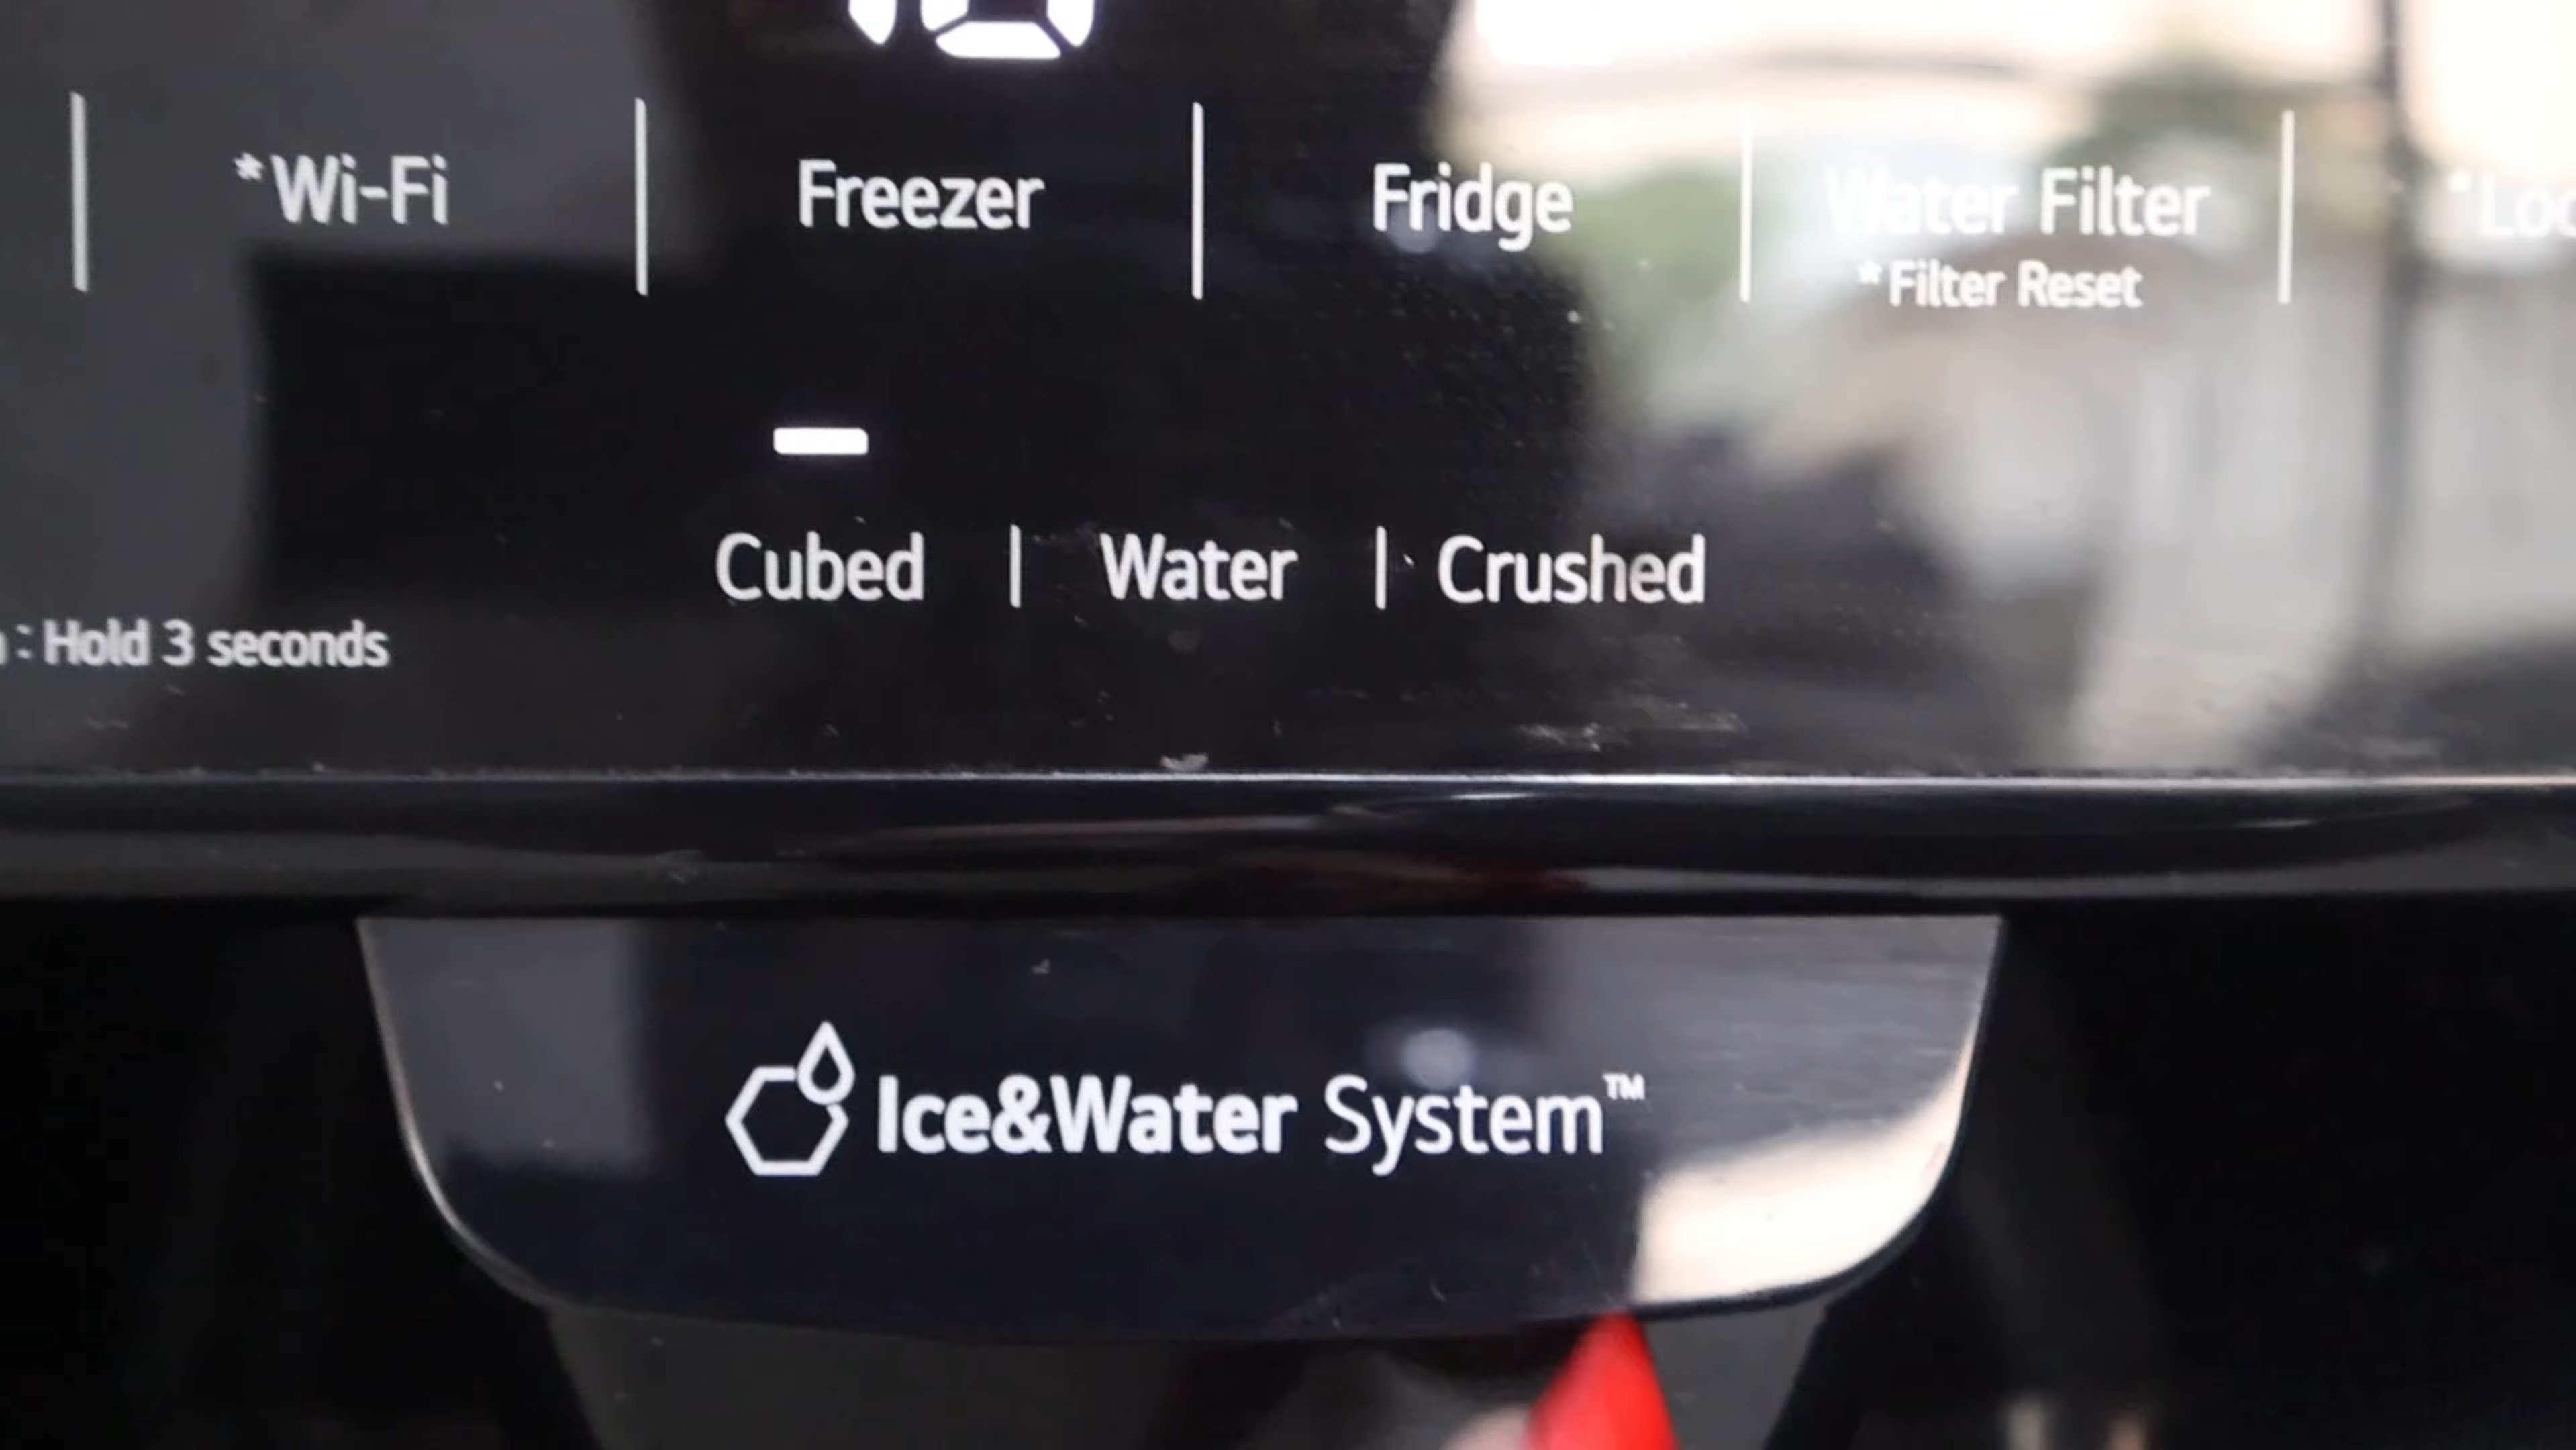 *Wi-Fi
Freezer
Fridge
Water Filter
*Filter Reset
Cubed
Water
Crushed
: Hold 3 seconds
Ice&Water System™